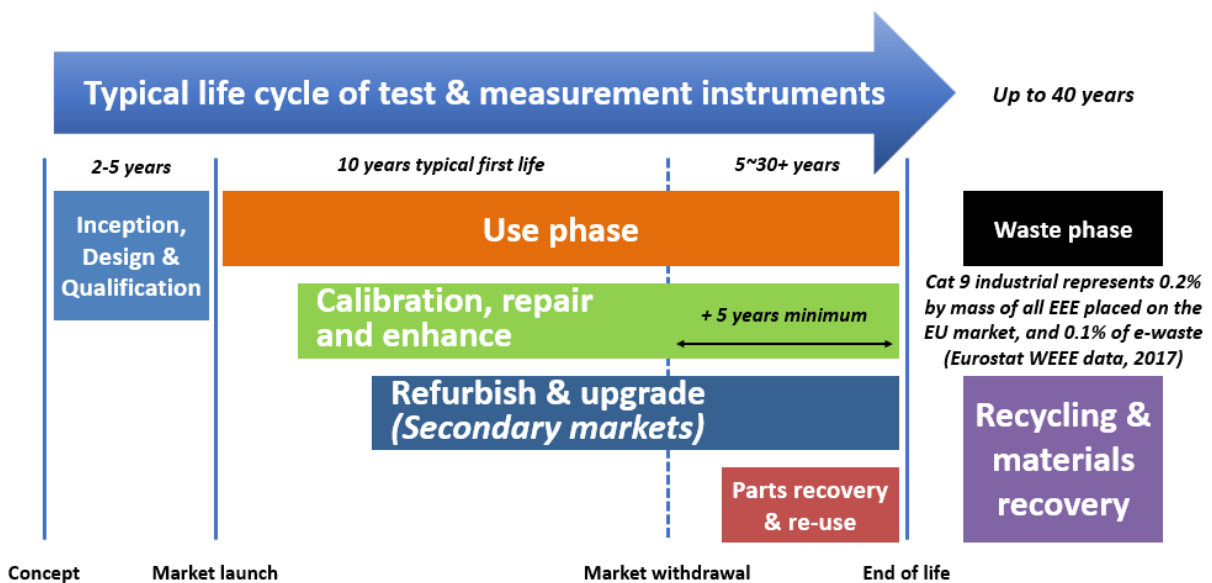 Typical life cycle of test & measurement instruments
Up to 40 years
2-5 years
10 years typical first life
5~30+ years
Inception,
Design &
Qualification
Use phase
Waste phase
Calibration, repair
and enhance
+ 5 years minimum
Cat 9 industrial represents 0.2%
by mass of all EEE placed on the
EU market, and 0.1% of e-waste
(Eurostat WEEE data, 2017)
Refurbish & upgrade
(Secondary markets)
Recycling &
materials
recovery
Parts recovery
& re-use
Concept
Market launch
Market withdrawal
End of life